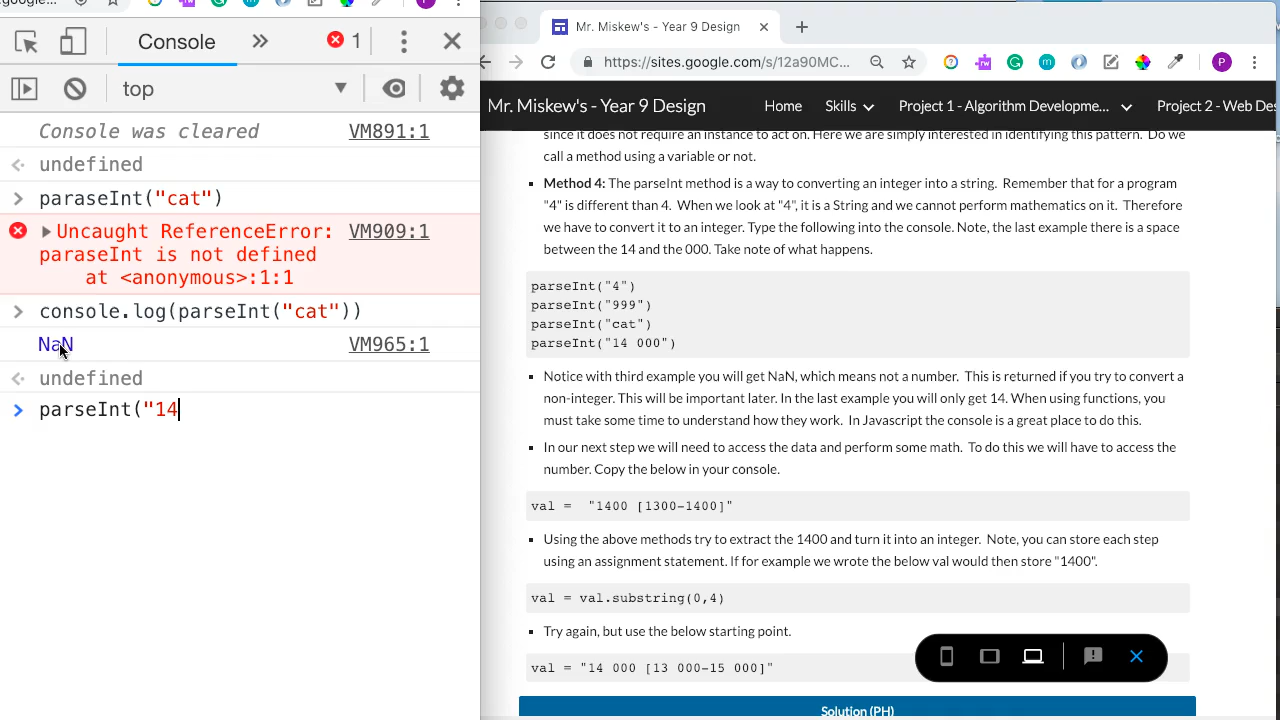 Console
1
top
Console was cleared VM891:1
undefined
paraseInt("cat")
Uncaught ReferenceError: VM909:1
paraseInt is not defined
at <anonymous>:1:1
console.log(parseInt("cat"))
NaN VM965:1
undefined
parseInt("14
Mr. Miskew's - Year 9 Design
https://sites.google.com/s/12a90MC...
P
Mr. Miskew's - Year 9 Design Home Skills Project 1 - Algorithm Developme... Project 2 - Web Des
since it does not require an instance to act on. Here we are simply interested in identifying this pattern. Do we
call a method using a variable or not.
Method 4: The parseInt method is a way to converting an integer into a string. Remember that for a program
"4" is different than 4. When we look at "4", it is a String and we cannot perform mathematics on it. Therefore
we have to convert it to an integer. Type the following into the console. Note, the last example there is a space
between the 14 and the 000. Take note of what happens.
parseInt("4")
parseInt("999")
parseInt("cat")
parseInt("14 000")
Notice with third example you will get NaN, which means not a number. This is returned if you try to convert a
non-integer. This will be important later. In the last example you will only get 14. When using functions, you
must take some time to understand how they work. In Javascript the console is a great place to do this.
In our next step we will need to access the data and perform some math. To do this we will have to access the
number. Copy the below in your console.
val = "1400 [1300-1400]"
Using the above methods try to extract the 1400 and turn it into an integer. Note, you can store each step
using an assignment statement. If for example we wrote the below val would then store "1400".
val = val.substring(0,4)
Try again, but use the below starting point.
val = "14 000 [13 000-15 000]"
Solution (PH)